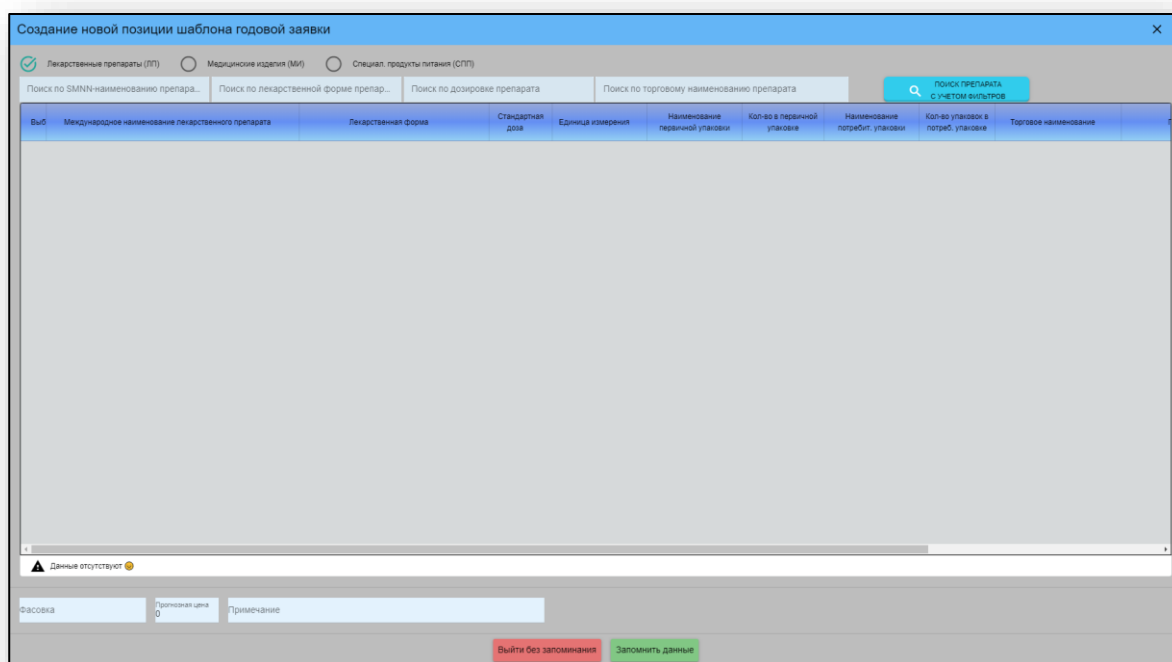 Создание новой позиции шаблона годовой заявки
Лекарственные препараты (ЛП) Медицинские изделия (МИ) Специал. продукты питания (СПП)
Поиск по SMNN-наименованию препара... Поиск по лекарственной форме препар... Поиск по дозировке препарата Поиск по торговому наименованию препарата
ПОИСК ПРЕПАРАТА
С УЧЕТОМ ФИЛЬТРОВ
Выб Международное наименование лекарственного препарата Лекарственная форма Стандартная доза Единица измерения Наименование первичной упаковки Кол-во в первичной упаковке Наименование потребит. упаковки Кол-во упаковок в потреб. упаковке Торговое наименование
Данные отсутствуют
Фасовка Прогнозная цена Примечание
0
Выйти без запоминания Запомнить данные